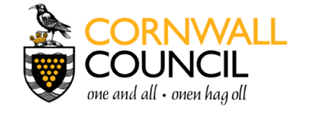 CORNWALL
COUNCIL
one and all • onen hag oll